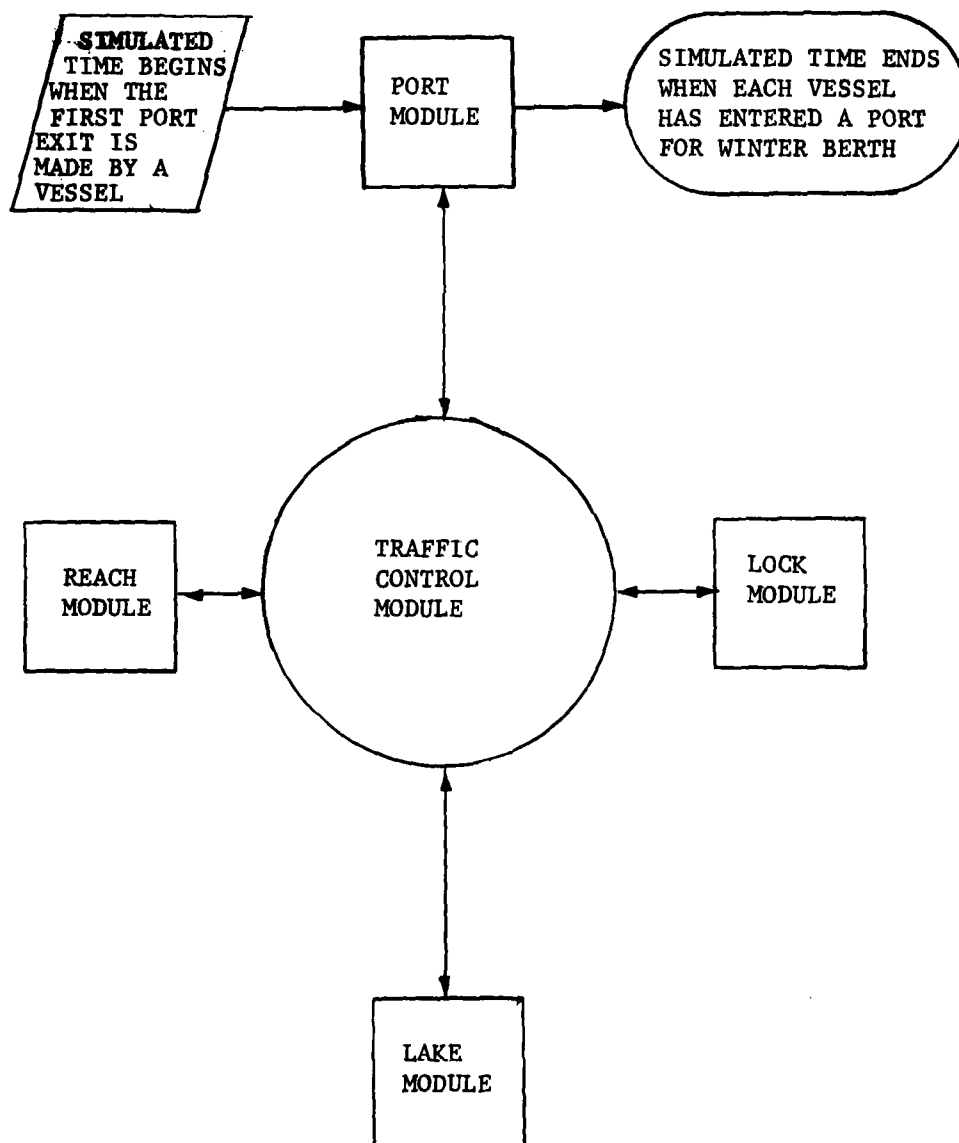 SIMULATED
TIME BEGINS
WHEN THE
FIRST PORT
EXIT IS
MADE BY A
VESSEL
PORT
MODULE
SIMULATED TIME ENDS
WHEN EACH VESSEL
HAS ENTERED A PORT
FOR WINTER BERTH
REACH
MODULE
TRAFFIC
CONTROL
MODULE
LOCK
MODULE
LAKE
MODULE